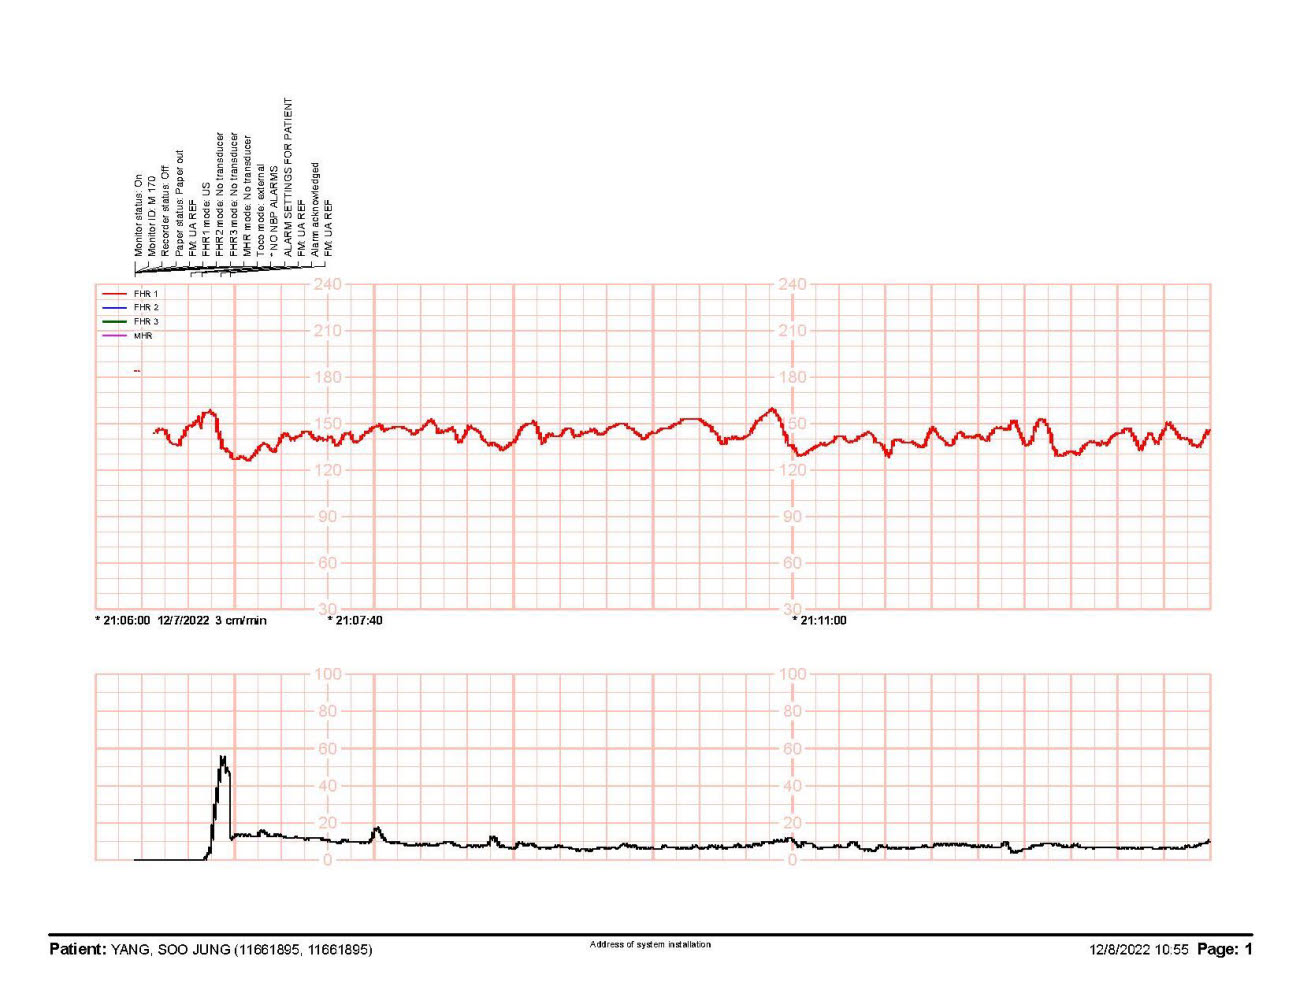 Monitor status: On
Monitor ID: M 170
Recorder status: Off
Paper status: Paper out
FM: UA REF
FHR1 mode: US
FHR2 mode: No transducer
FHR3 mode: No transducer
MHR mode: No transducer
Toco mode: external
* NO NBP ALARMS
ALARM SETTINGS FOR PATIENT
FM: UA REF
Alarm acknowledged
FM: UA REF
240 240
FHR 1
FHR 2
210 210
FHR 3
MHR
180 180
150 150
120 120
90 90
60 60
30 30
* 21:06:00 12/7/2022 3 cm/min * 21:07:40 * 21:11:00
100 100
80 80
60 60
40 40
20 20
0 0
Patient: YANG, SOO JUNG (11661895, 11661895) Address of system installation 12/8/2022 10:55 Page: 1